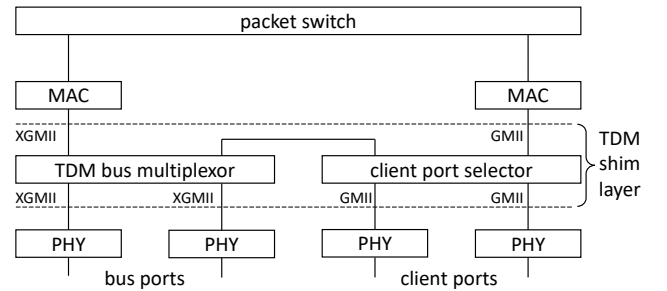 packet switch
MAC
MAC
XGMII
GMII
TDM
shim
layer
TDM bus multiplexor
client port selector
XGMII
XGMII
GMII
GMII
PHY
PHY
PHY
PHY
bus ports
client ports